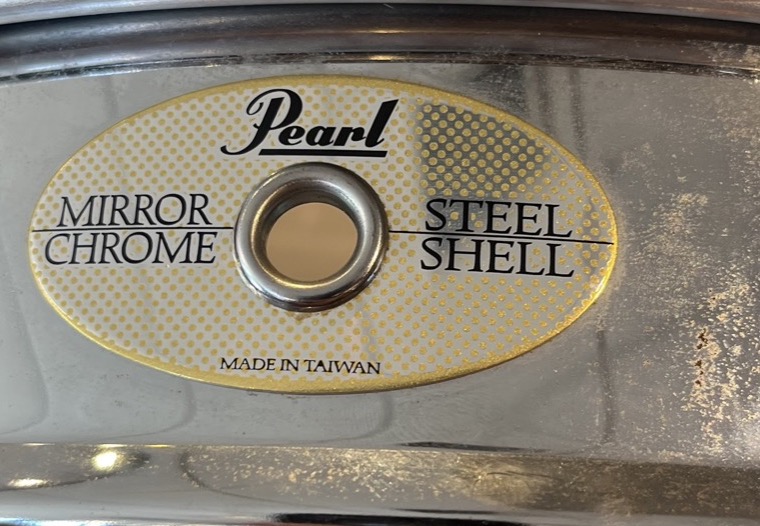 Pearl
MIRROR STEEL
CHROME SHELL
MADE IN TAIWAN